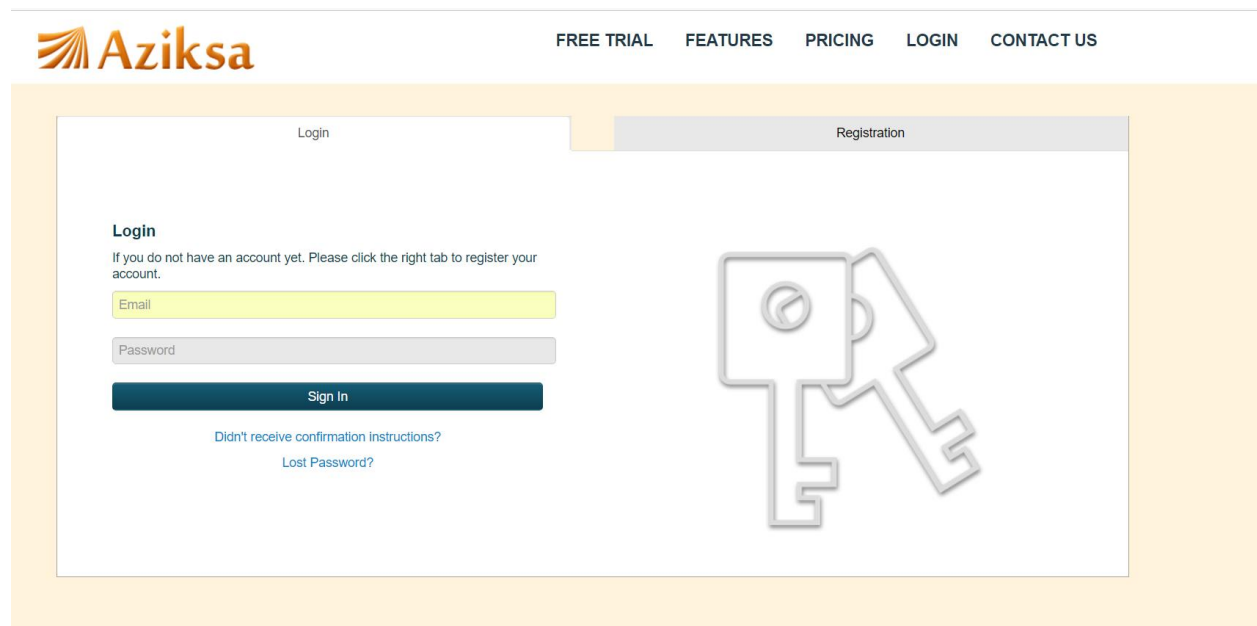 Aziksa
FREE TRIAL FEATURES PRICING LOGIN CONTACT US
Login
Registration
Login
If you do not have an account yet. Please click the right tab to register your
account.
Email
Password
Sign In
Didn't receive confirmation instructions?
Lost Password?